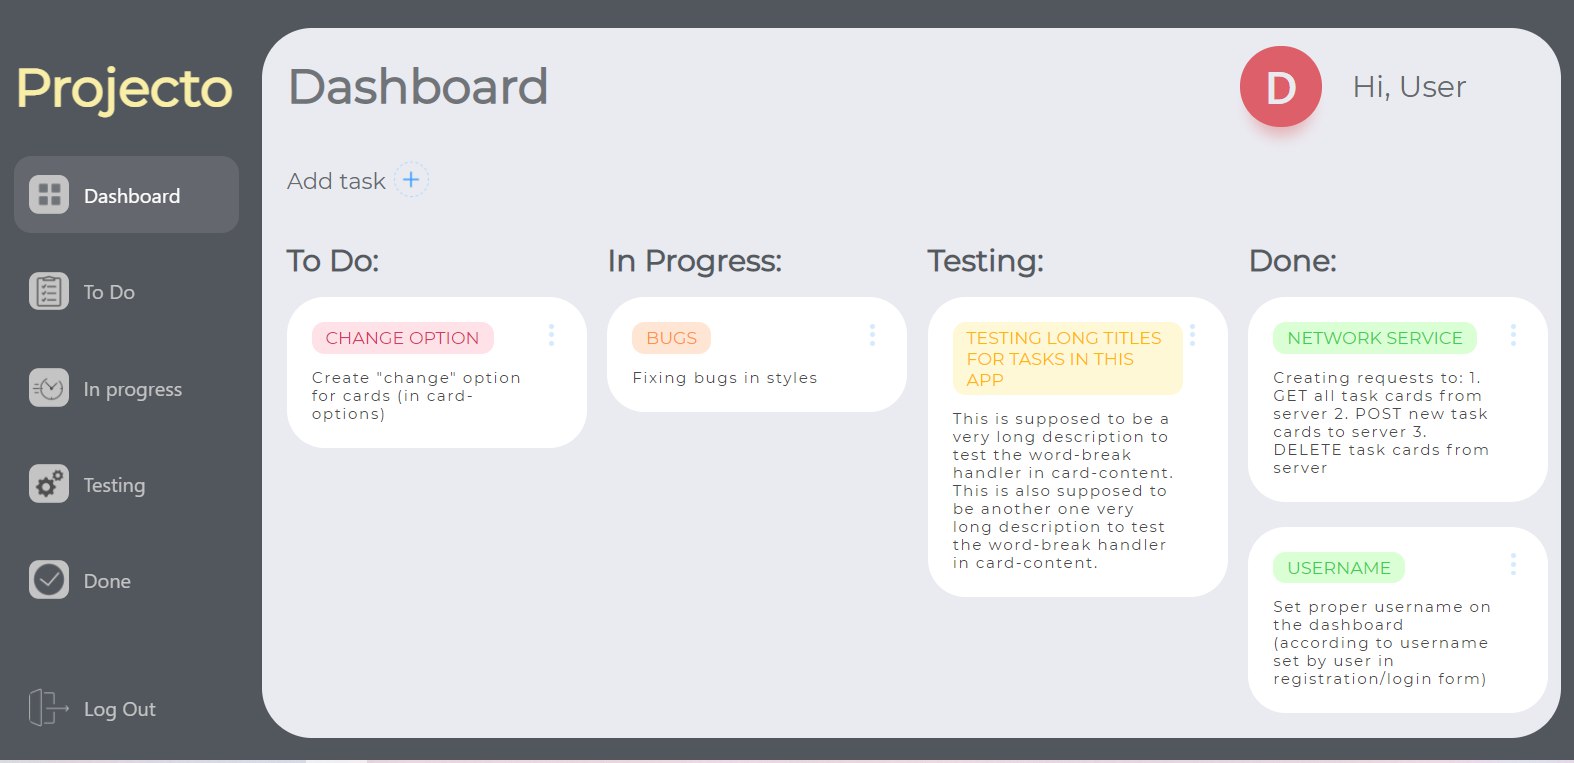 Projecto
Dashboard
To Do
In progress
Testing
Done
Log Out
Dashboard
D
Hi, User
Add task +
To Do:
CHANGE OPTION
Create "change" option
for cards (in card-
options)
In Progress:
BUGS
Fixing bugs in styles
Testing:
TESTING LONG TITLES
FOR TASKS IN THIS
APP
This is supposed to be a
very long description to
test the word-break
handler in card-content.
This is also supposed to
be another one very
long description to test
the word-break handler
in card-content.
Done:
NETWORK SERVICE
Creating requests to: 1.
GET all task cards from
server 2. POST new task
cards to server 3.
DELETE task cards from
server
USERNAME
Set proper username on
the dashboard
(according to username
set by user in
registration/login form)